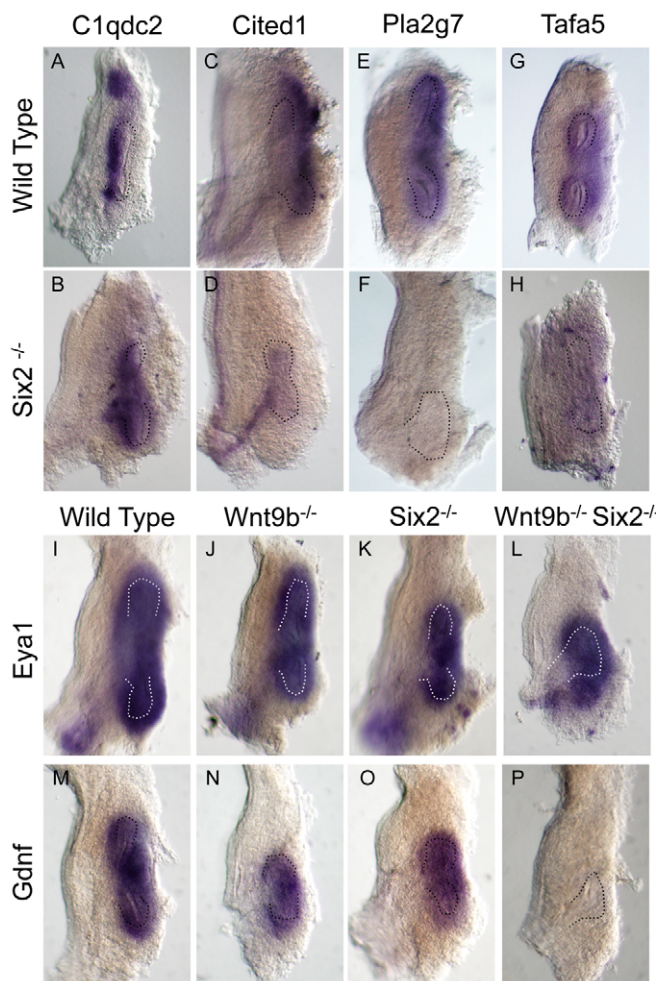 C1qdc2 Cited1 Pla2g7 Tafa5
Wild Type
A C E G
Six2 -/-
B D F H
Wild Type Wnt9b-/- Six2-/- Wnt9b-/- Six2-/-
Eya1
I J K L
Gdnf
M N O P